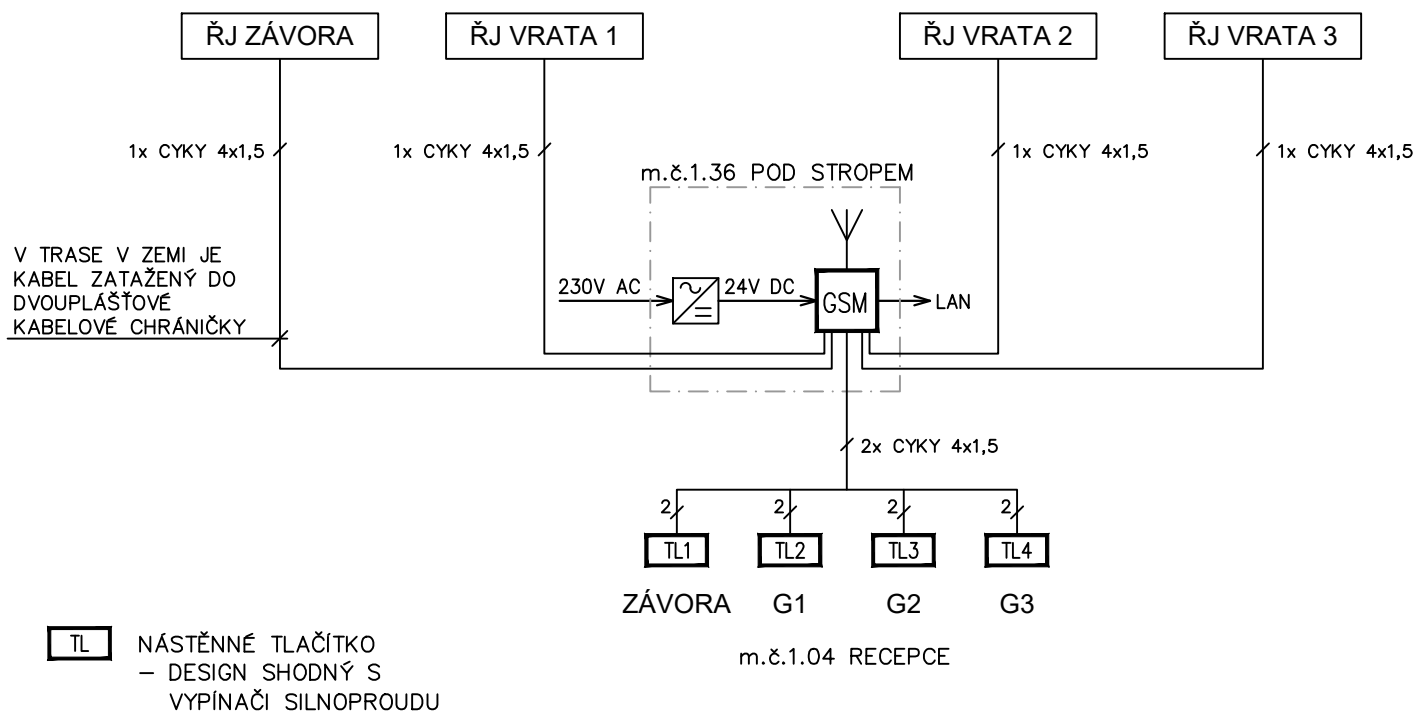 ŘJ ZÁVORA
ŘJ VRATA 1
ŘJ VRATA 2
ŘJ VRATA 3
1x CYKY 4x1,5
1x CYKY 4x1,5
1x CYKY 4x1,5
1x CYKY 4x1,5
m.č.1.36 POD STROPEM
V TRASE V ZEMI JE
KABEL ZATAŽENÝ DO
DVOUPLÁŠŤOVÉ
KABELOVÉ CHRÁNIČKY
230V AC
24V DC
GSM
LAN
2x CYKY 4x1,5
2
2
2
2
TL1
TL2
TL3
TL4
ZÁVORA
G1
G2
G3
m.č.1.04 RECEPCE
TL
NÁSTĚNNÉ TLAČÍTKO
– DESIGN SHODNÝ S
VYPÍNAČI SILNOPROUDU